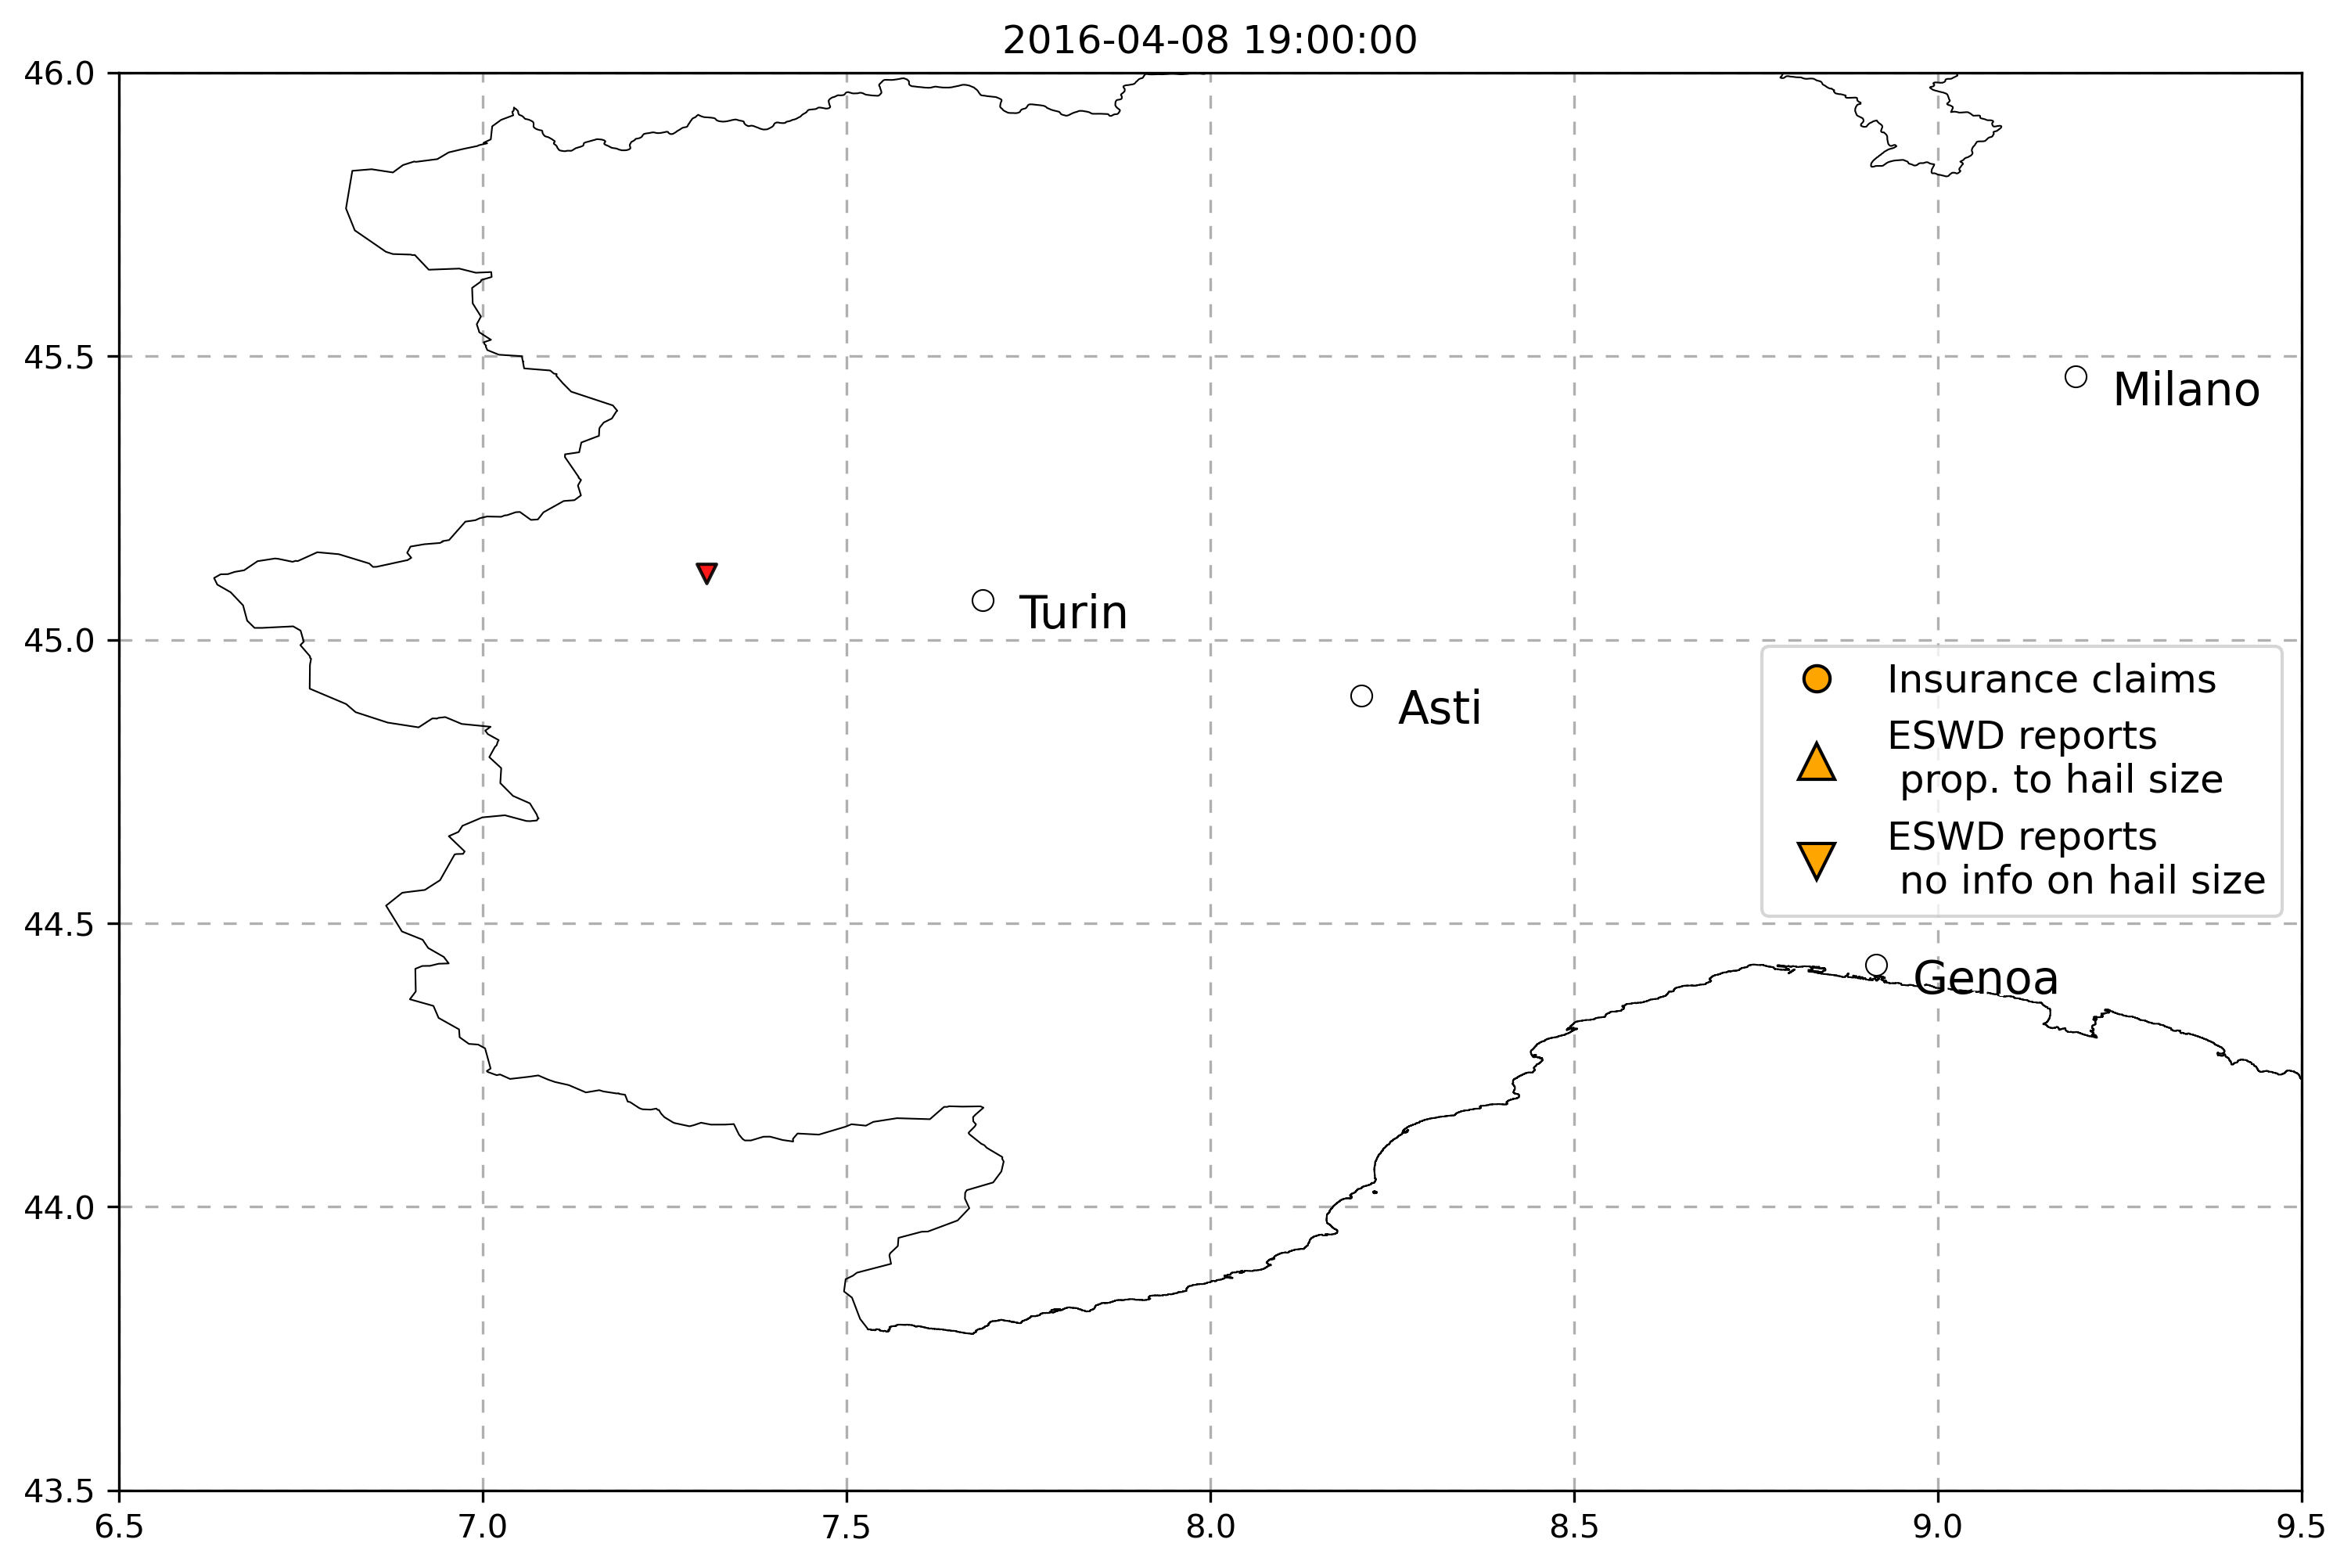 2016-04-08 19:00:00
46.0
45.5
45.0
44.5
44.0
43.5
6.5
7.0
7.5
8.0
8.5
9.0
9.5
Milano
Turin
Asti
Genoa
Insurance claims
ESWD reports
prop. to hail size
ESWD reports
no info on hail size